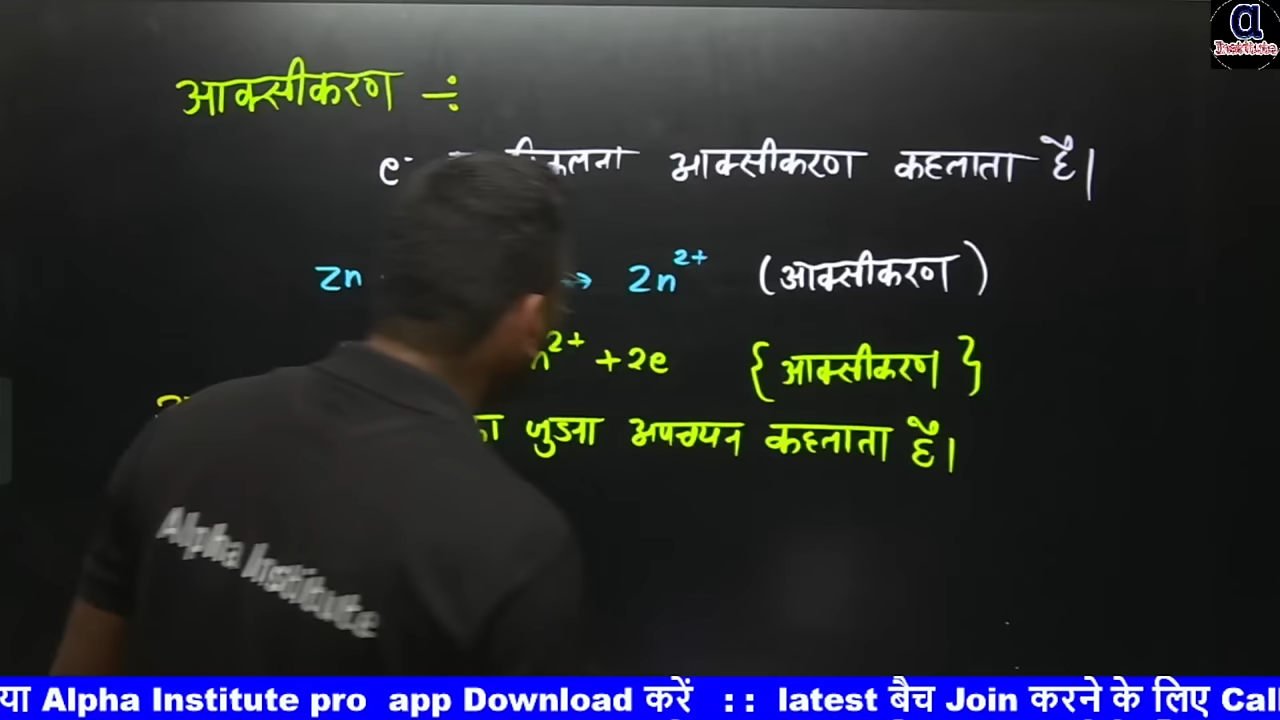 α
Institute
आक्सीकरण ÷
e⁻ निकलना आक्सीकरण कहलाता है।
Zn → Zn²⁺ (आक्सीकरण)
n²⁺ + 2e { आक्सीकरण }
का जुडना अपचयन कहलाता है।
Alpha Institute
या Alpha Institute pro app Download करें :: latest बैच Join करने के लिए Call